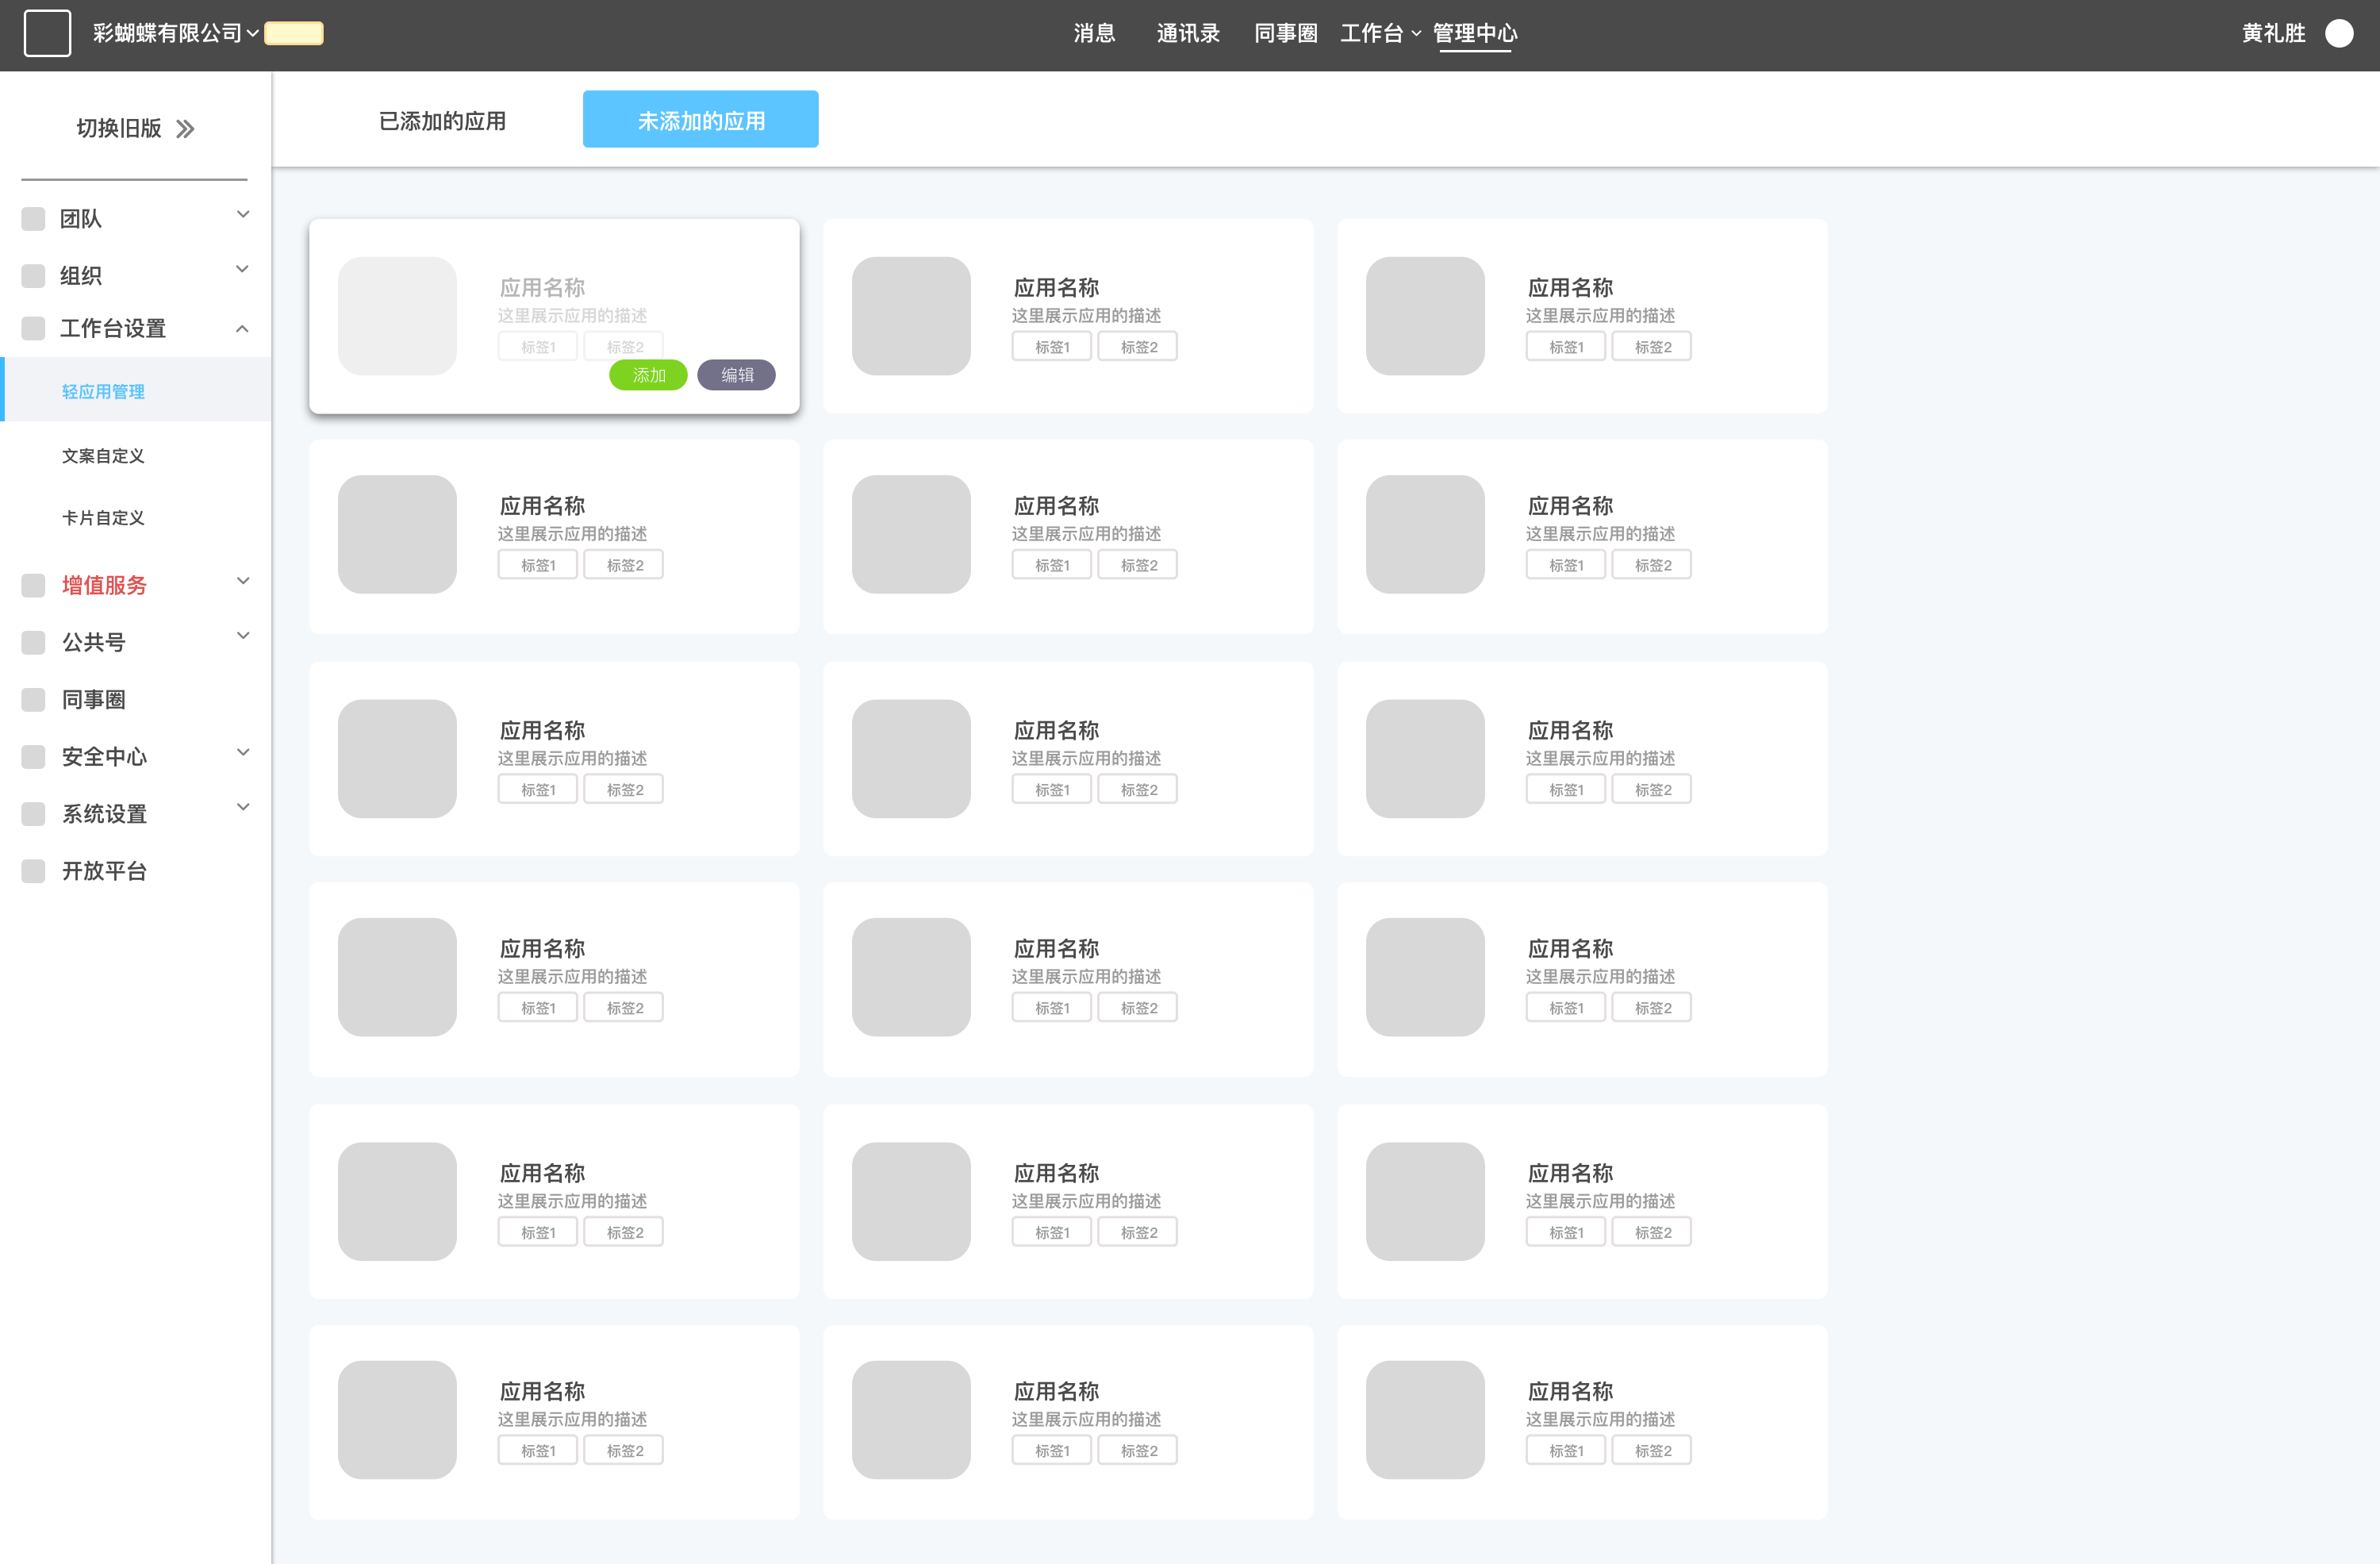 彩蝴蝶有限公司 消息 通讯录 同事圈 工作台 管理中心 黄礼胜
切换旧版
团队
组织
工作台设置
轻应用管理
文案自定义
卡片自定义
增值服务
公共号
同事圈
安全中心
系统设置
开放平台
已添加的应用 未添加的应用
应用名称 应用名称 应用名称
这里展示应用的描述 这里展示应用的描述 这里展示应用的描述
标签1 标签2 标签1 标签2 标签1 标签2
添加 编辑
应用名称 应用名称 应用名称
这里展示应用的描述 这里展示应用的描述 这里展示应用的描述
标签1 标签2 标签1 标签2 标签1 标签2
应用名称 应用名称 应用名称
这里展示应用的描述 这里展示应用的描述 这里展示应用的描述
标签1 标签2 标签1 标签2 标签1 标签2
应用名称 应用名称 应用名称
这里展示应用的描述 这里展示应用的描述 这里展示应用的描述
标签1 标签2 标签1 标签2 标签1 标签2
应用名称 应用名称 应用名称
这里展示应用的描述 这里展示应用的描述 这里展示应用的描述
标签1 标签2 标签1 标签2 标签1 标签2
应用名称 应用名称 应用名称
这里展示应用的描述 这里展示应用的描述 这里展示应用的描述
标签1 标签2 标签1 标签2 标签1 标签2